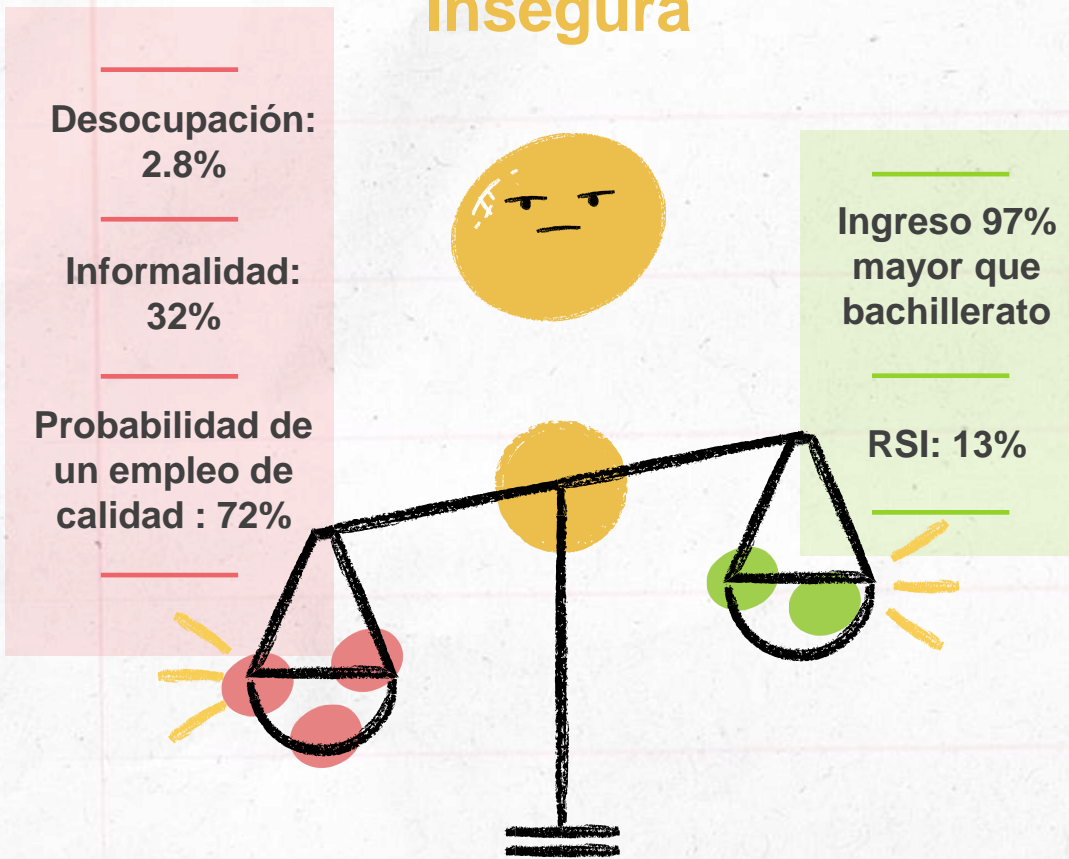 Insegura
Desocupación:
2.8%
Informalidad:
32%
Probabilidad de
un empleo de
calidad : 72%
Ingreso 97%
mayor que
bachillerato
RSI: 13%